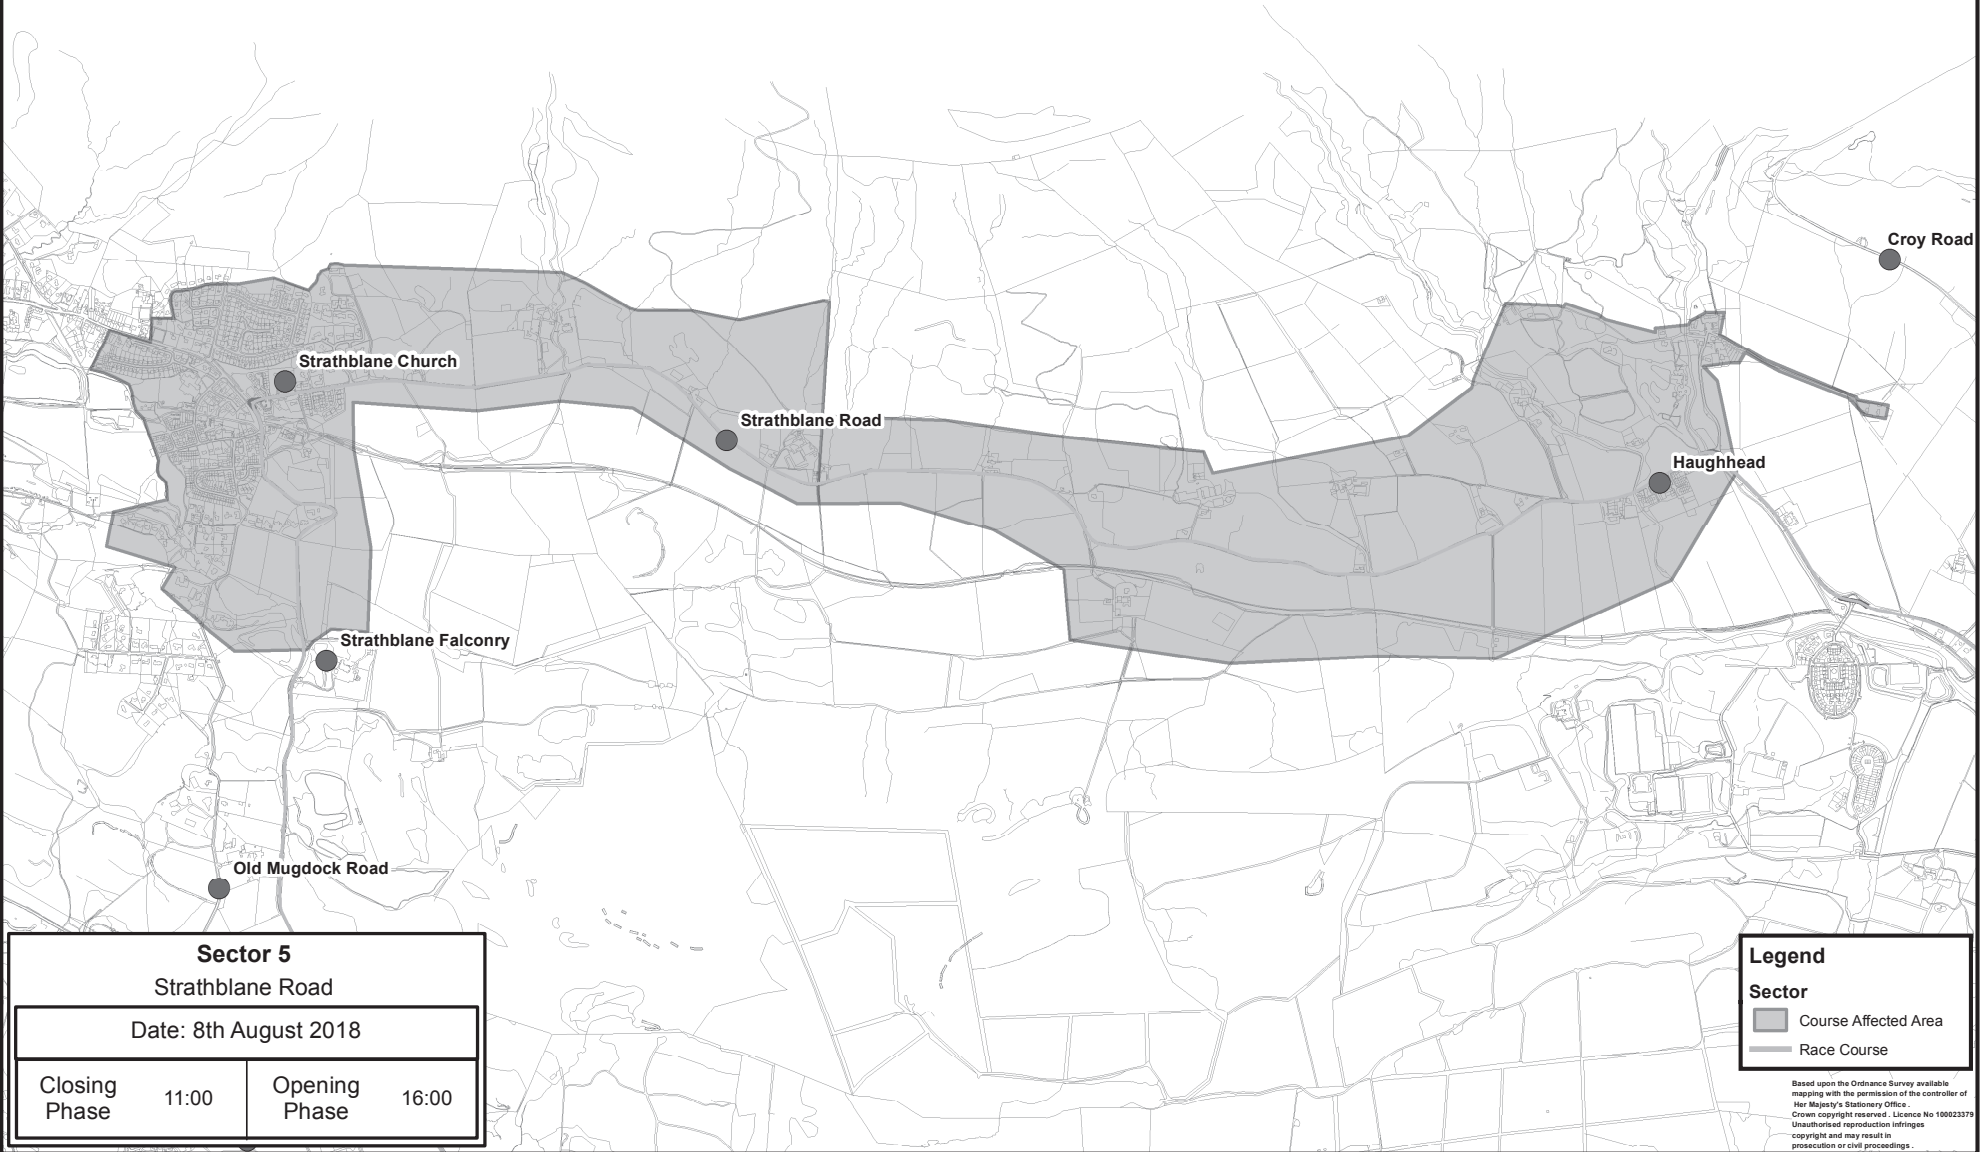 Croy Road
Strathblane Church
Strathblane Road
Haughhead
Strathblane Falconry
Old Mugdock Road
Sector 5
Strathblane Road
Date: 8th August 2018
Closing
Phase
11:00
Opening
Phase
16:00
Legend
Sector
Course Affected Area
Race Course
Based upon the Ordnance Survey available
mapping with the permission of the controller of
Her Majesty's Stationery Office .
Crown copyright reserved . Licence No 100023379
Unauthorised reproduction infringes
copyright and may result in
prosecution or civil proceedings .